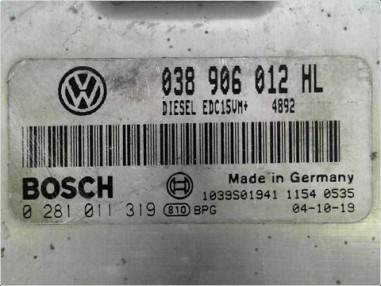 038 906 012 HL
DIESEL EDC15VM+ 4892
BOSCH
Made in Germany
1039S01941 1154 0535
0 281 011 319 810 BPG 04-10-19